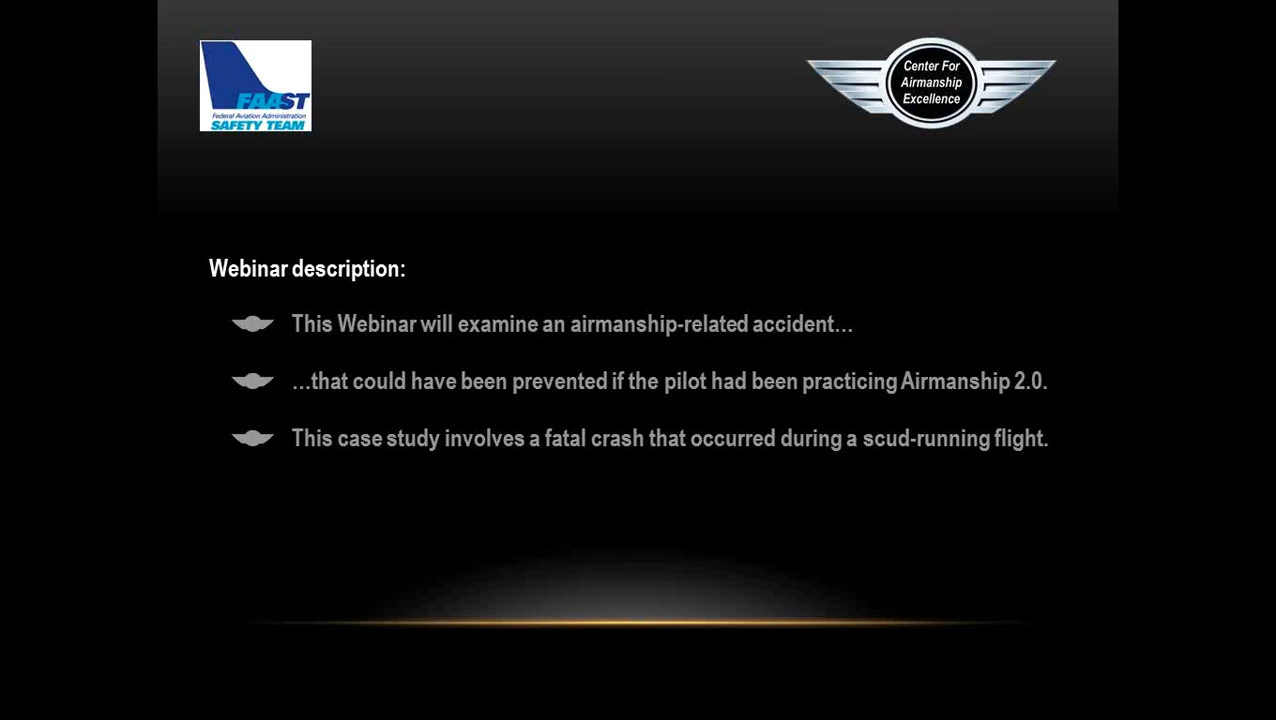 FAAST
Federal Aviation Administration
SAFETY TEAM
Center For
Airmanship
Excellence
Webinar description:
This Webinar will examine an airmanship-related accident…
…that could have been prevented if the pilot had been practicing Airmanship 2.0.
This case study involves a fatal crash that occurred during a scud-running flight.